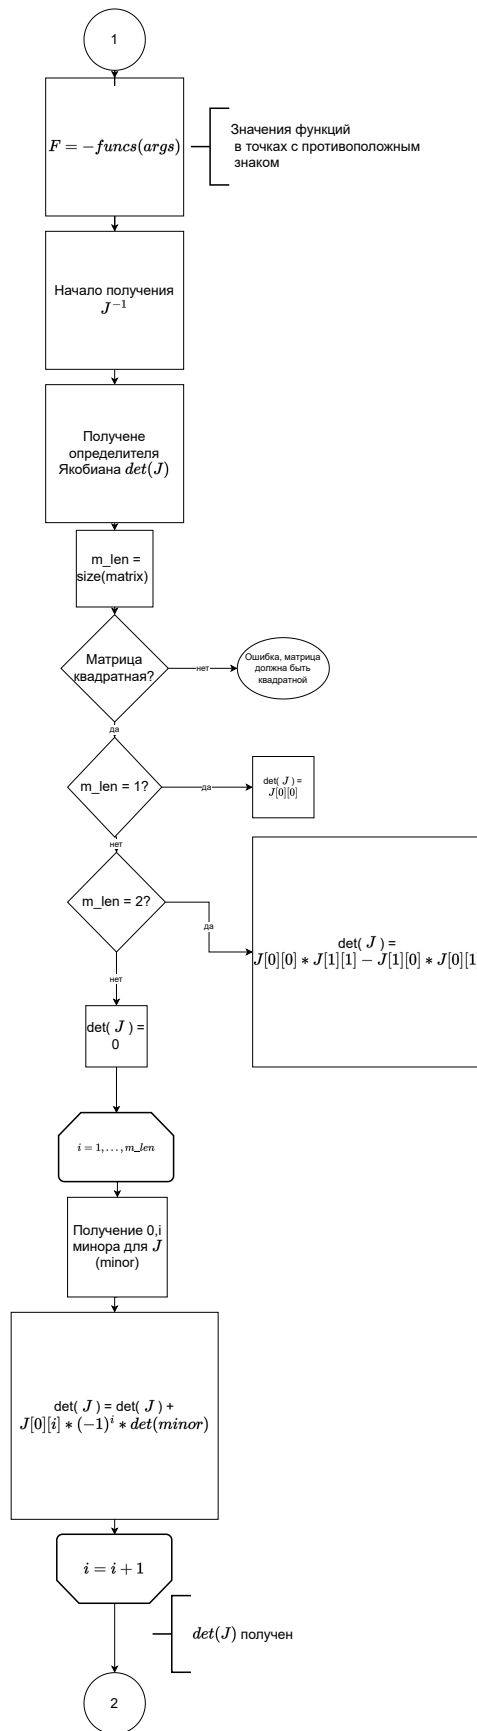 1
F = −funcs(args)
Значения функций
в точках с противоположным
знаком
Начало получения
J⁻¹
Получене
определителя
Якобиана det(J)
m_len =
size(matrix)
Матрица
квадратная?
нет
Ошибка, матрица
должна быть
квадратной
да
m_len = 1?
да
det( J ) =
J[0][0]
нет
m_len = 2?
да
det( J ) =
J[0][0] ∗ J[1][1] − J[1][0] ∗ J[0][1]
нет
det( J ) =
0
i = 1, . . . , m_len
Получение 0,i
минора для J
(minor)
det( J ) = det( J ) +
J[0][i] ∗ (−1)ⁱ ∗ det(minor)
i = i + 1
det(J) получен
2